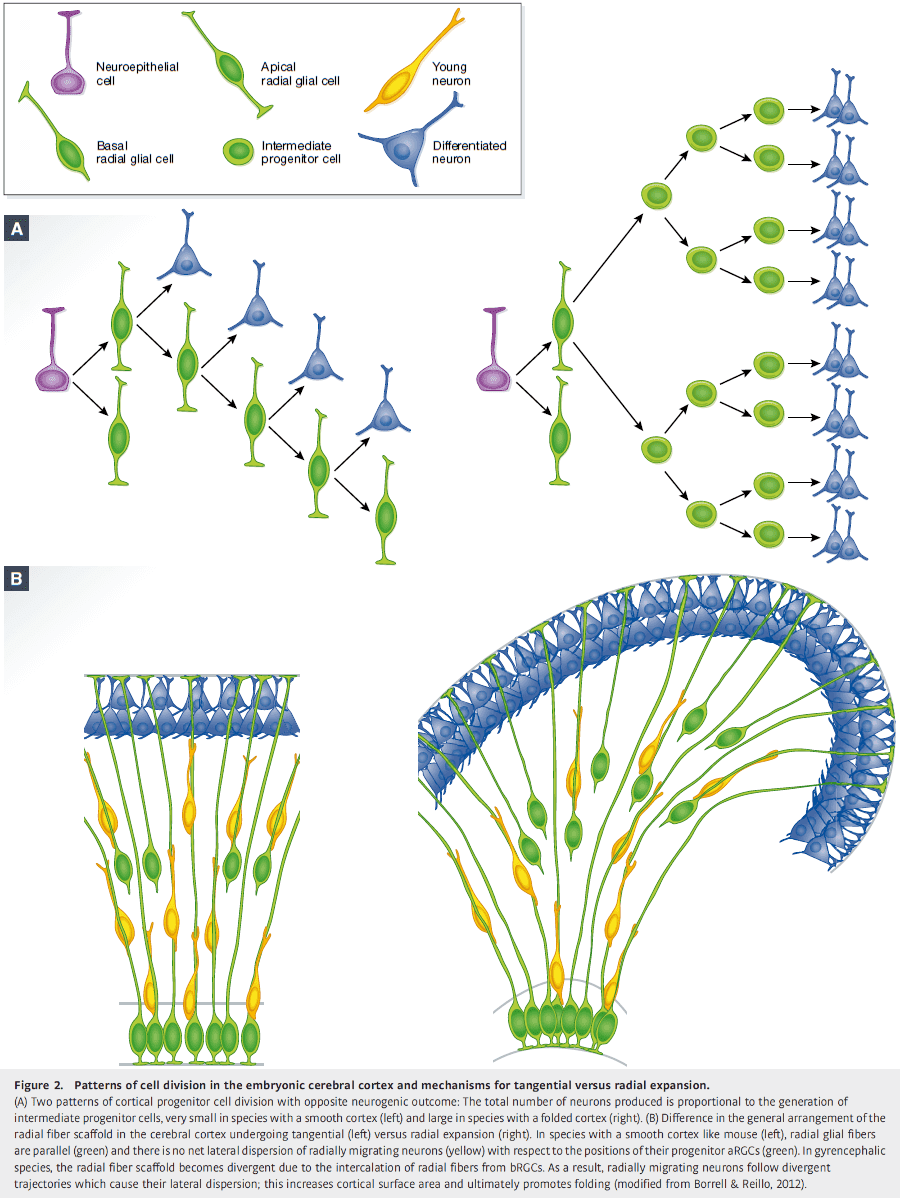 Neuroepithelial
cell
Apical
radial glial cell
Young
neuron
Basal
radial glial cell
Intermediate
progenitor cell
Differentiated
neuron
A
B
Figure 2. Patterns of cell division in the embryonic cerebral cortex and mechanisms for tangential versus radial expansion.
(A) Two patterns of cortical progenitor cell division with opposite neurogenic outcome: The total number of neurons produced is proportional to the generation of
intermediate progenitor cells, very small in species with a smooth cortex (left) and large in species with a folded cortex (right). (B) Difference in the general arrangement of the
radial fiber scaffold in the cerebral cortex undergoing tangential (left) versus radial expansion (right). In species with a smooth cortex like mouse (left), radial glial fibers
are parallel (green) and there is no net lateral dispersion of radially migrating neurons (yellow) with respect to the positions of their progenitor aRGCs (green). In gyrencephalic
species, the radial fiber scaffold becomes divergent due to the intercalation of radial fibers from bRGCs. As a result, radially migrating neurons follow divergent
trajectories which cause their lateral dispersion; this increases cortical surface area and ultimately promotes folding (modified from Borrell & Reillo, 2012).